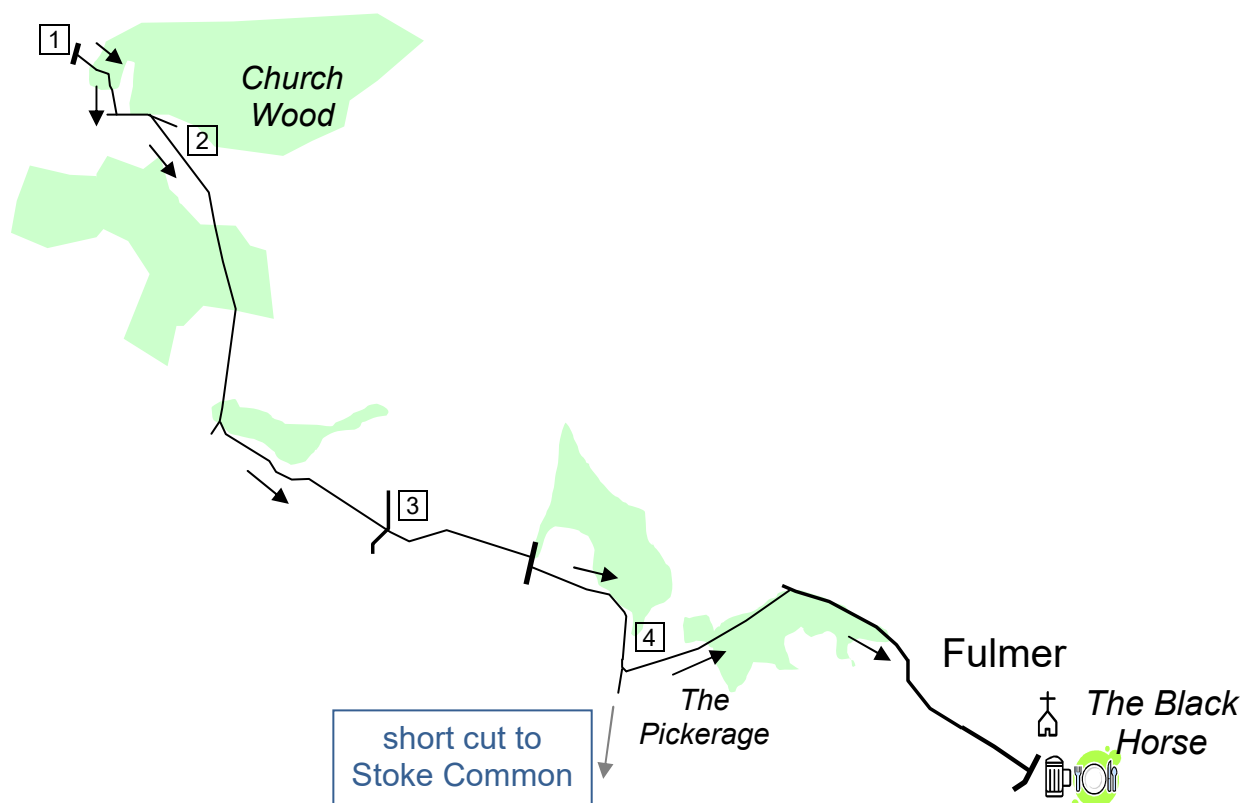 1
Church
Wood
2
3
4
Fulmer
The
Pickerage
The Black
Horse
short cut to
Stoke Common